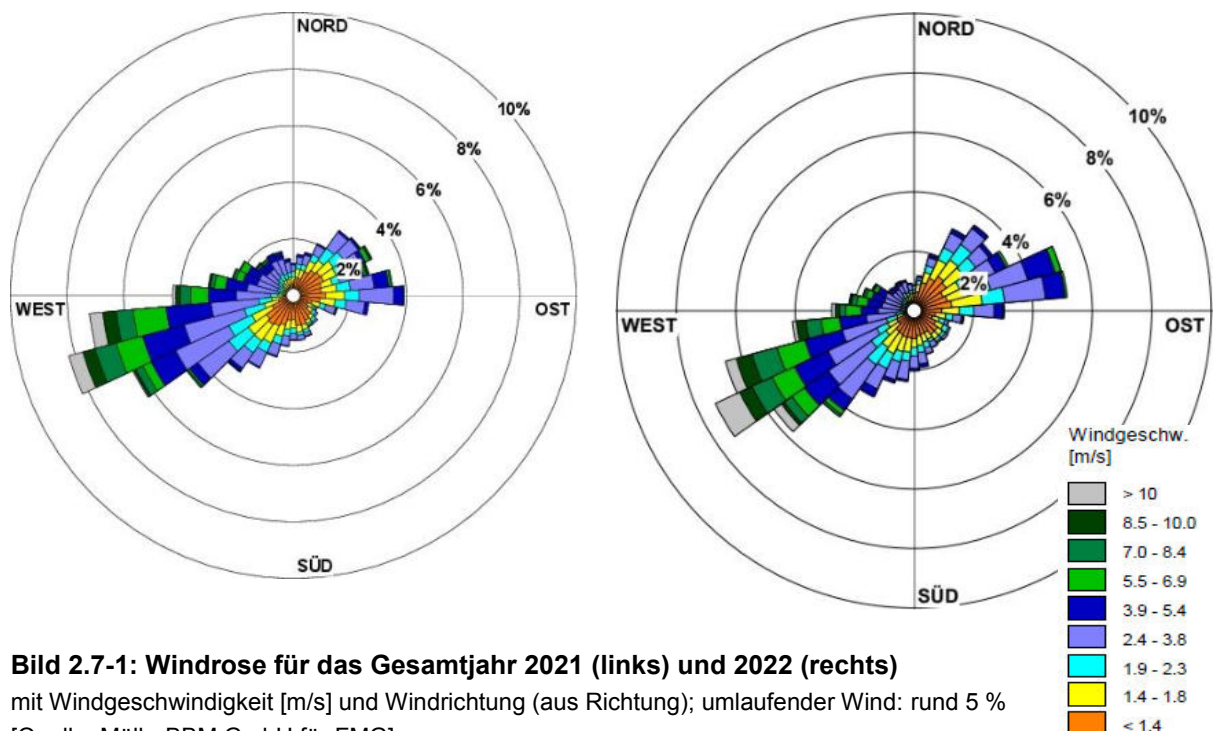 NORD
10%
8%
6%
4%
2%
WEST
OST
SÜD
NORD
10%
8%
6%
4%
2%
WEST
OST
SÜD
Windgeschw.
[m/s]
> 10
8.5 - 10.0
7.0 - 8.4
5.5 - 6.9
3.9 - 5.4
2.4 - 3.8
1.9 - 2.3
1.4 - 1.8
< 1.4
Bild 2.7-1: Windrose für das Gesamtjahr 2021 (links) und 2022 (rechts)
mit Windgeschwindigkeit [m/s] und Windrichtung (aus Richtung); umlaufender Wind: rund 5 %